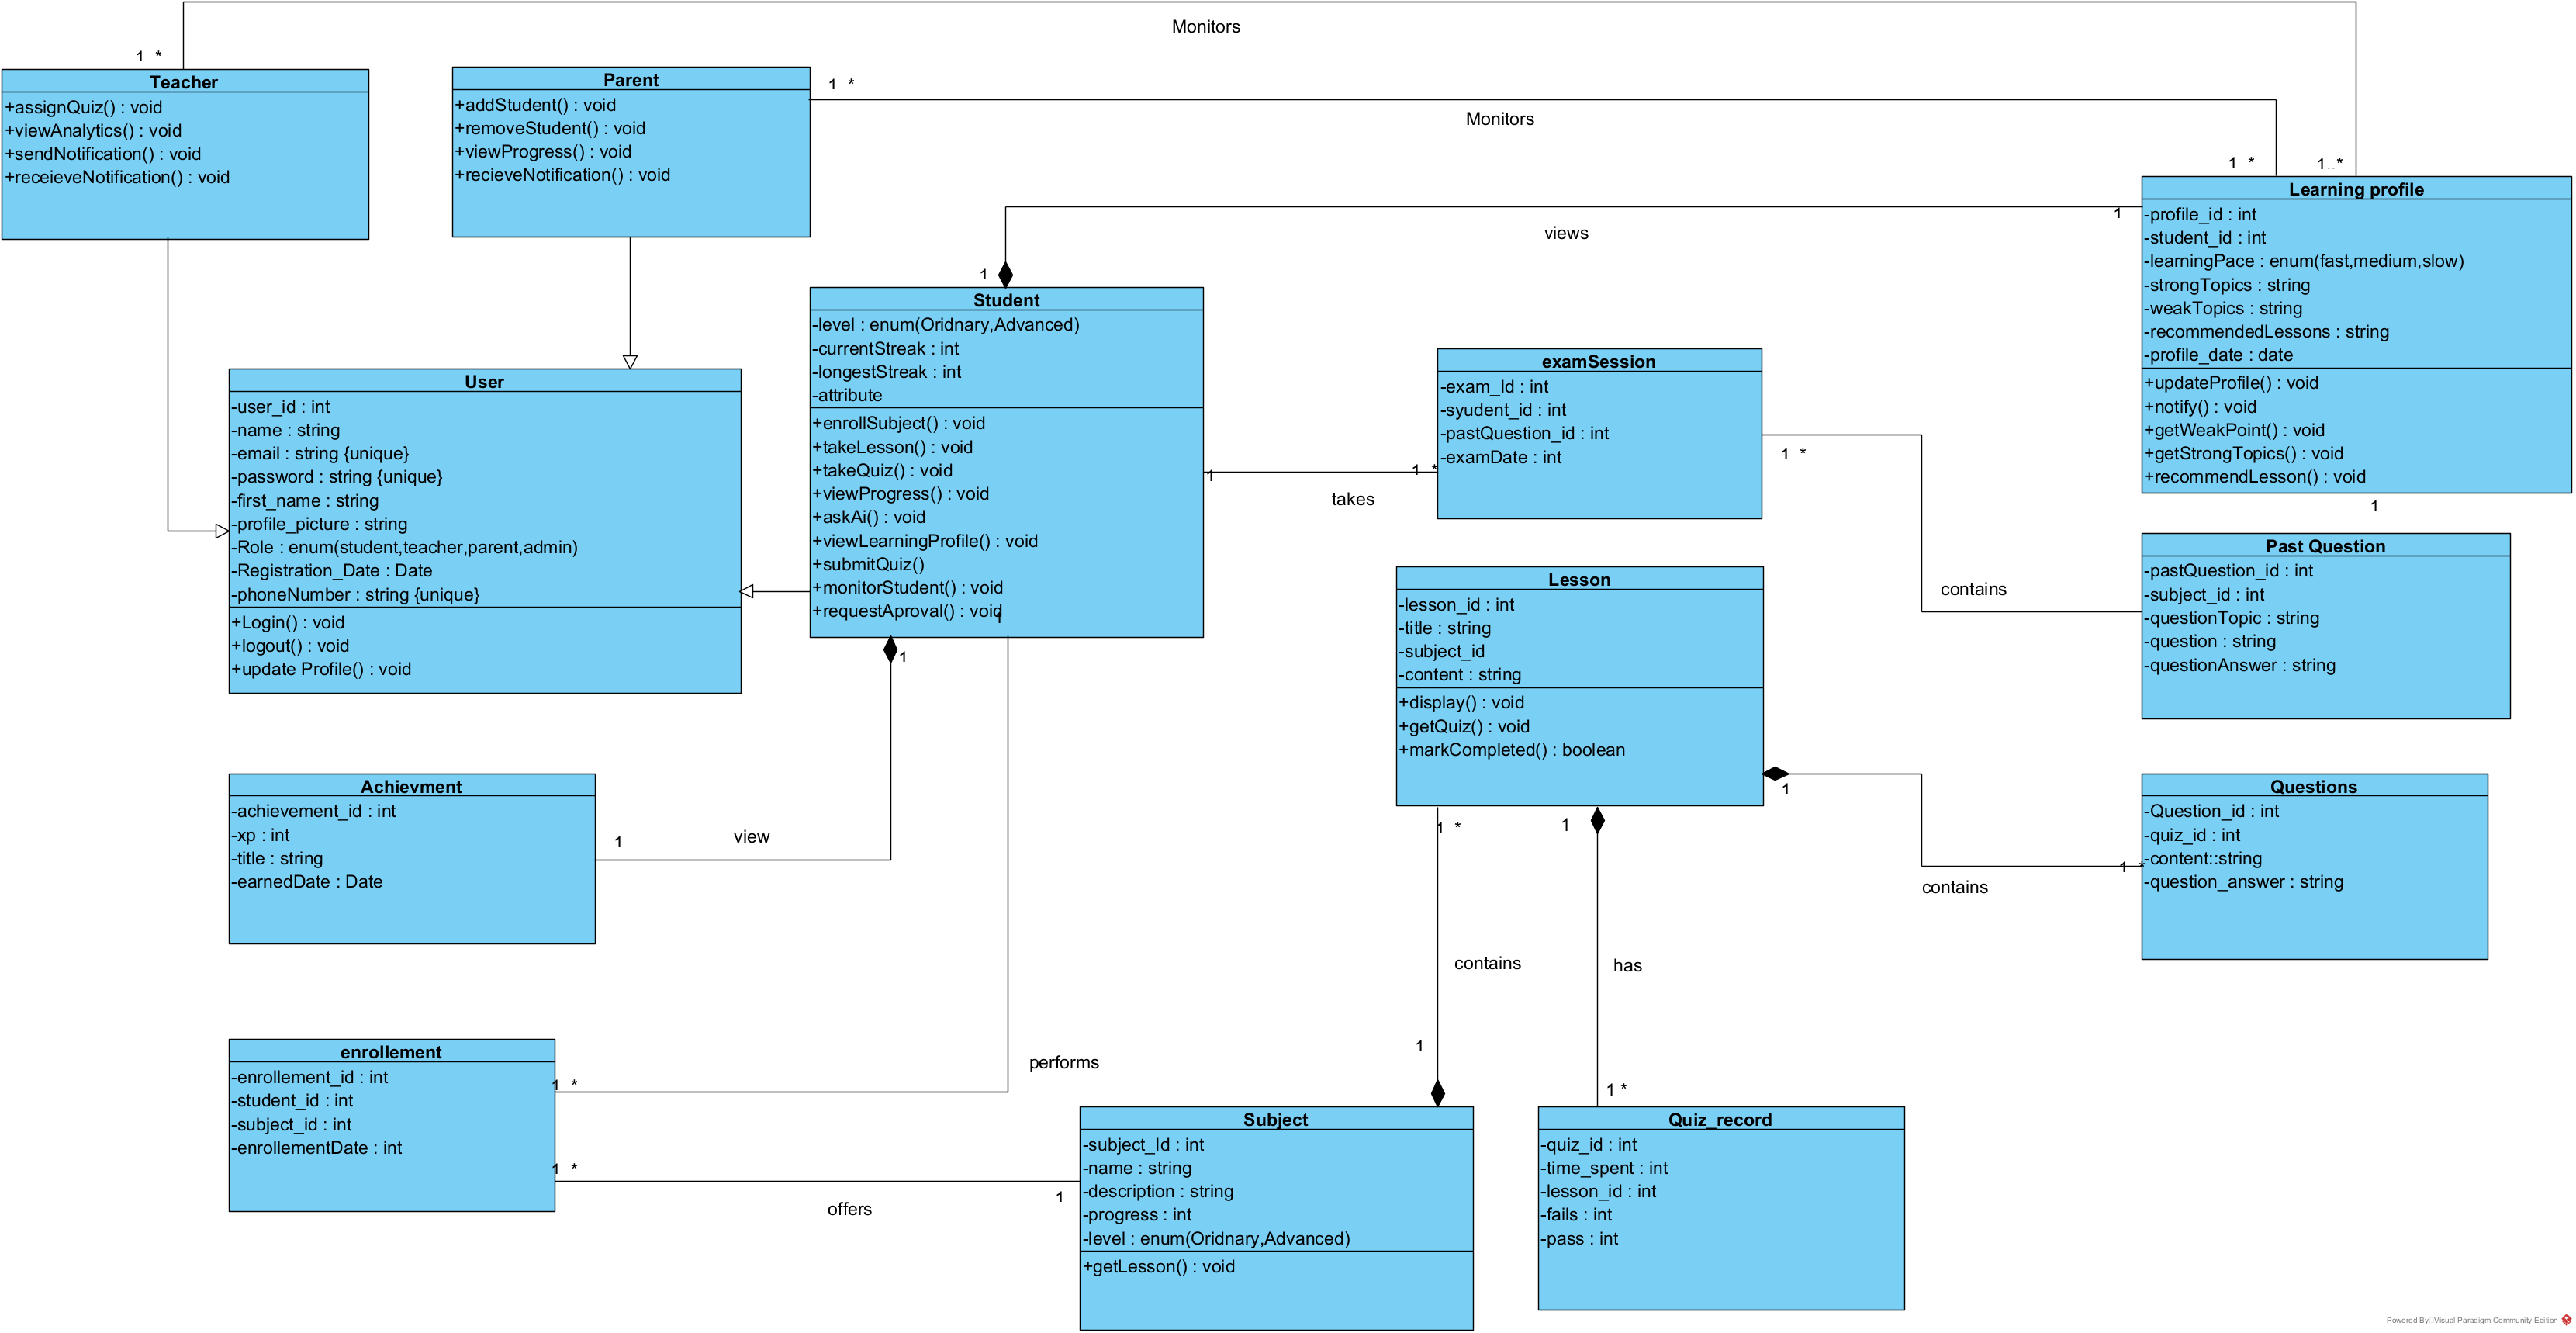 Monitors
1 *
Teacher
+assignQuiz() : void
+viewAnalytics() : void
+sendNotification() : void
+receieveNotification() : void
Parent
+addStudent() : void
+removeStudent() : void
+viewProgress() : void
+recieveNotification() : void
1 *
Monitors
1 *
1..*
Learning profile
-profile_id : int
-student_id : int
-learningPace : enum(fast,medium,slow)
-strongTopics : string
-weakTopics : string
-recommendedLessons : string
-profile_date : date
+updateProfile() : void
+notify() : void
+getWeakPoint() : void
+getStrongTopics() : void
+recommendLesson() : void
1
1
views
1
Student
-level : enum(Oridnary,Advanced)
-currentStreak : int
-longestStreak : int
-attribute
+enrollSubject() : void
+takeLesson() : void
+takeQuiz() : void
+viewProgress() : void
+askAi() : void
+viewLearningProfile() : void
+submitQuiz()
+monitorStudent() : void
+requestAproval() : void
1
1
User
-user_id : int
-name : string
-email : string {unique}
-password : string {unique}
-first_name : string
-profile_picture : string
-Role : enum(student,teacher,parent,admin)
-Registration_Date : Date
-phoneNumber : string {unique}
+Login() : void
+logout() : void
+update Profile() : void
1
1 *
takes
examSession
-exam_Id : int
-syudent_id : int
-pastQuestion_id : int
-examDate : int
1 *
contains
Past Question
-pastQuestion_id : int
-subject_id : int
-questionTopic : string
-question : string
-questionAnswer : string
Lesson
-lesson_id : int
-title : string
-subject_id
-content : string
+display() : void
+getQuiz() : void
+markCompleted() : boolean
1
1 *
contains
Questions
-Question_id : int
-quiz_id : int
-content::string
-question_answer : string
Achievment
-achievement_id : int
-xp : int
-title : string
-earnedDate : Date
1
view
1 *
1
contains
has
1
1 *
enrollement
-enrollement_id : int
-student_id : int
-subject_id : int
-enrollementDate : int
1 *
performs
1 *
offers
1
Subject
-subject_Id : int
-name : string
-description : string
-progress : int
-level : enum(Oridnary,Advanced)
+getLesson() : void
Quiz_record
-quiz_id : int
-time_spent : int
-lesson_id : int
-fails : int
-pass : int
Powered By: Visual Paradigm Community Edition